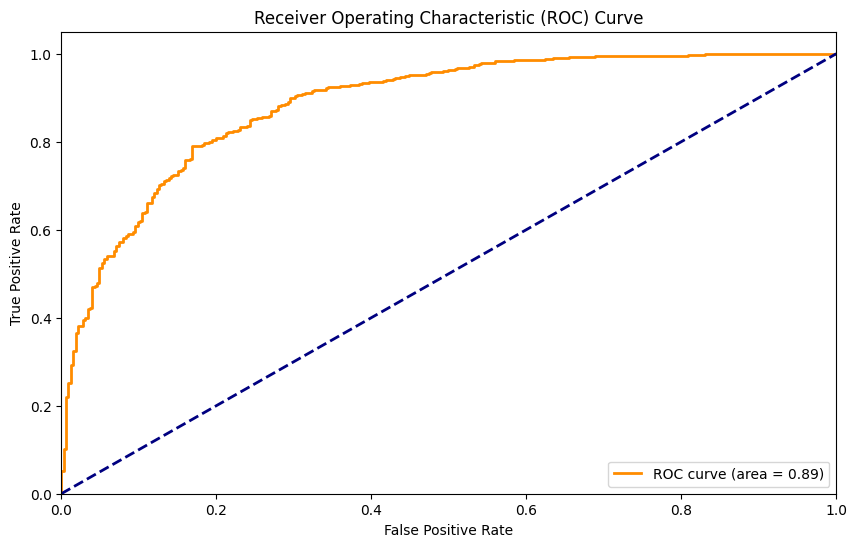 Receiver Operating Characteristic (ROC) Curve
1.0
0.8
0.6
0.4
0.2
0.0
True Positive Rate
ROC curve (area = 0.89)
0.0 0.2 0.4 0.6 0.8 1.0
False Positive Rate